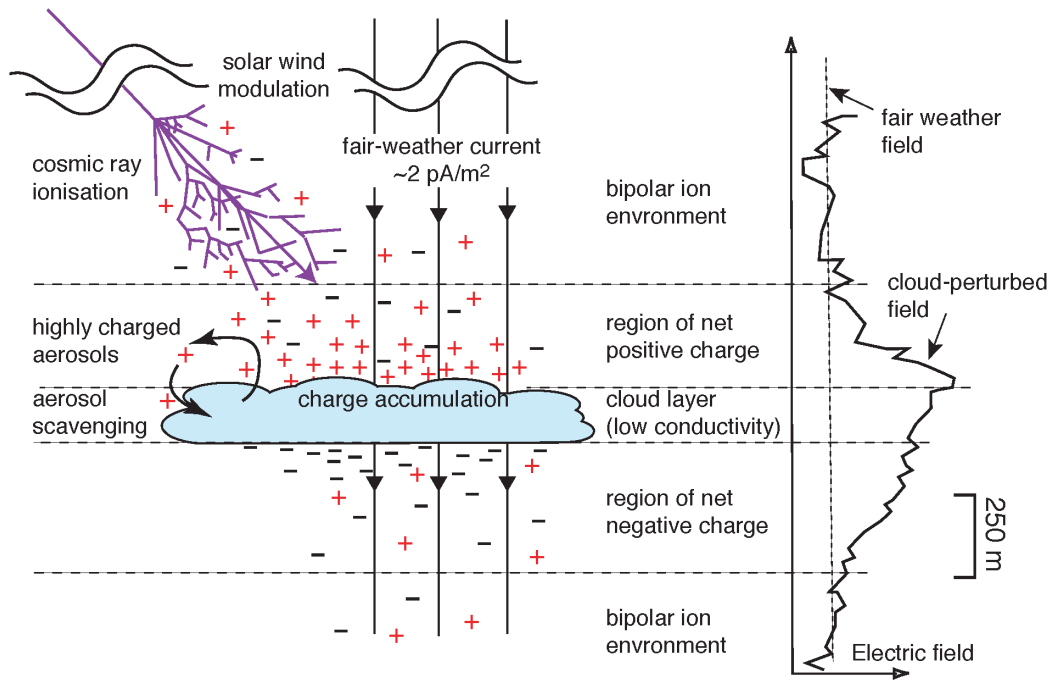 solar wind
modulation
cosmic ray
ionisation
fair-weather current
~2 pA/m²
bipolar ion
environment
fair weather
field
cloud-perturbed
field
highly charged
aerosols
region of net
positive charge
aerosol
scavenging
charge accumulation
cloud layer
(low conductivity)
region of net
negative charge
250 m
bipolar ion
envronment
Electric field